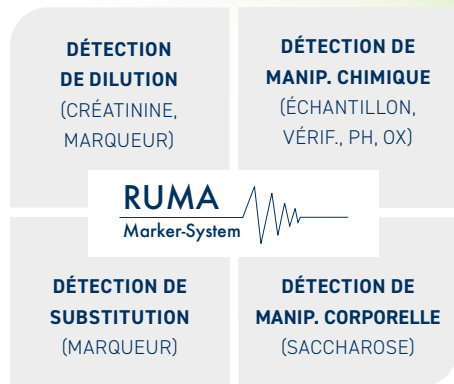 DÉTECTION
DE DILUTION
(CRÉATININE,
MARQUEUR)
DÉTECTION DE
MANIP. CHIMIQUE
(ÉCHANTILLON,
VÉRIF., PH, OX)
RUMA
Marker-System
DÉTECTION DE
SUBSTITUTION
(MARQUEUR)
DÉTECTION DE
MANIP. CORPORELLE
(SACCHAROSE)